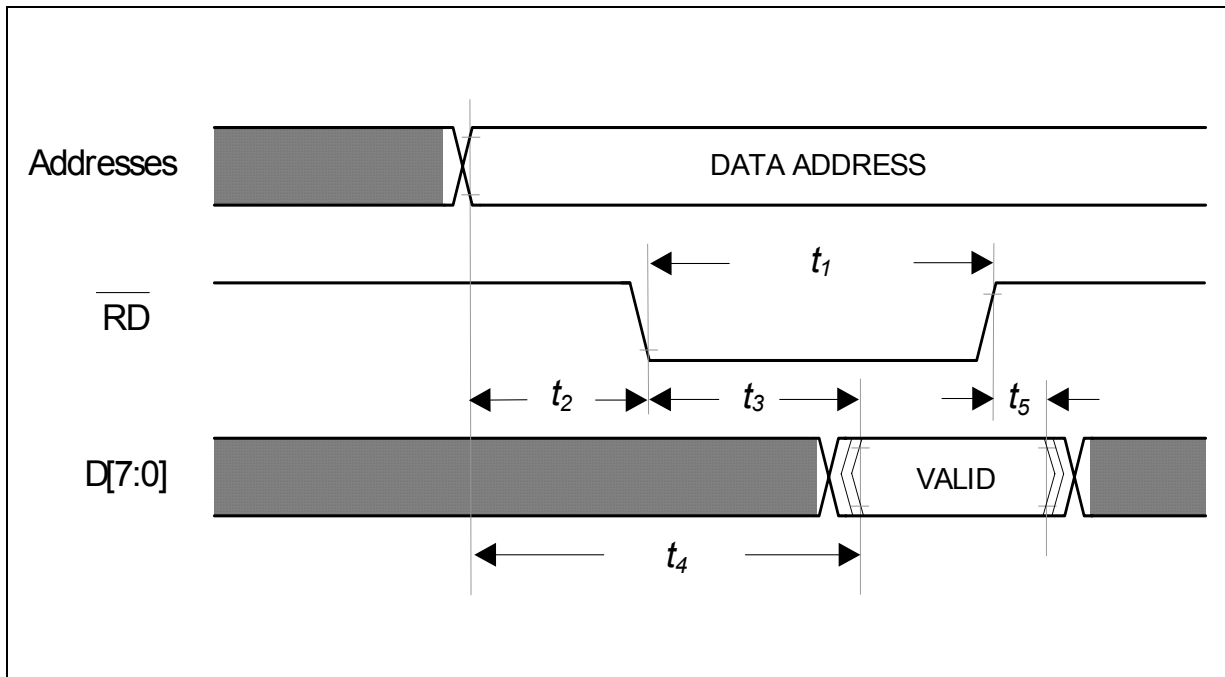 Addresses
DATA ADDRESS
t1
RD
t2
t3
t5
D[7:0]
VALID
t4